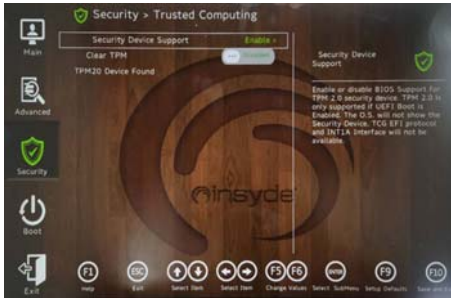 Security > Trusted Computing
Main
Advanced
Security
Boot
Exit
Security Device Support
Enable >
Clear TPM
TPM20 Device Found
Security Device
Support
Enable or disable BIOS Support for
TPM 2.0 security device. TPM 2.0 is
only supported if UEFI Boot is
Enabled. The O.S. will not show the
Security Device. TCG EFI protocol
and INT1A Interface will not be
available.
insyde
F1
Help
ESC
Exit
Select Item
Select Item
F5 F6
Change Values
ENTER
Select SubMenu
F9
Setup Defaults
F10
Save and Exit